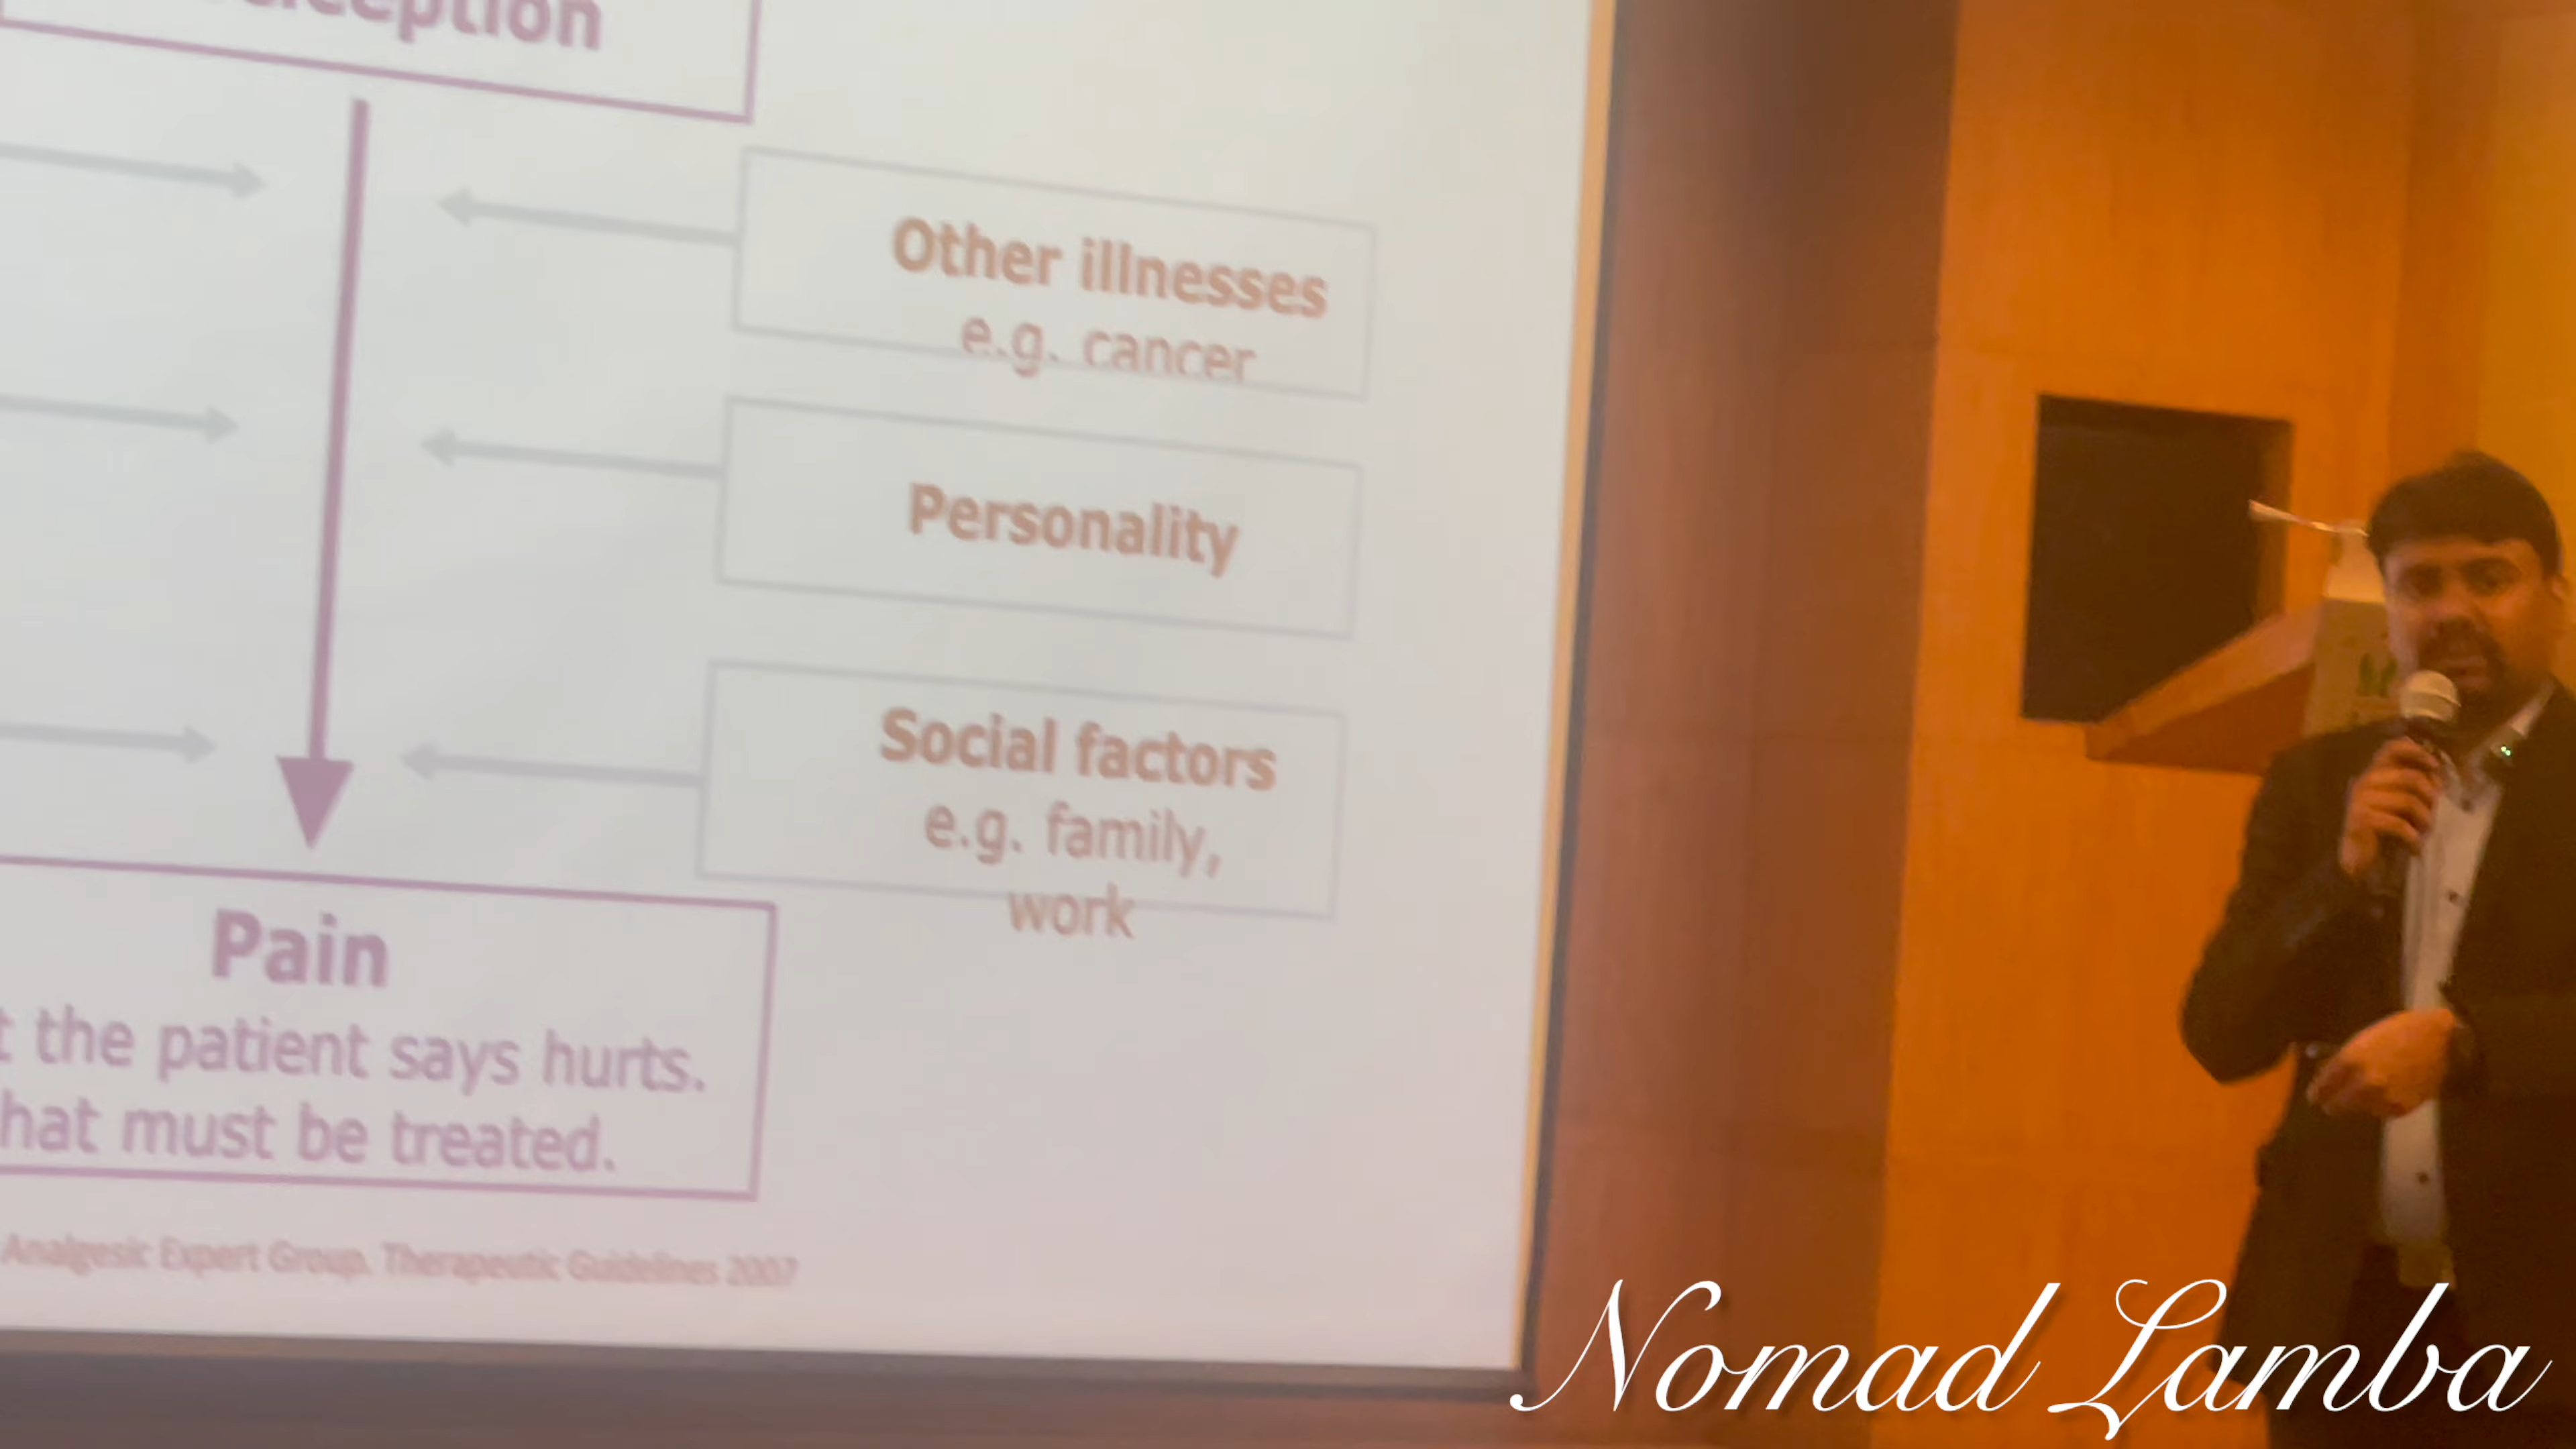 ception
Other illnesses
e.g. cancer
Personality
Social factors
e.g. family,
work
Pain
t the patient says hurts.
hat must be treated.
Analgesic Expert Group. Therapeutic Guidelines 2007
Nomad Lamba